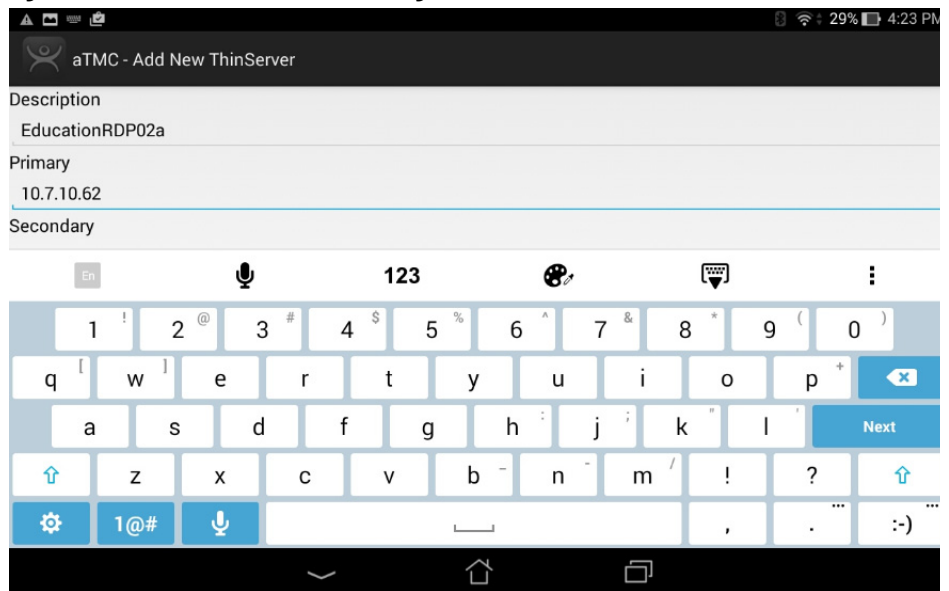 29% 4:23 PM
aTMC - Add New ThinServer
Description
EducationRDP02a
Primary
10.7.10.62
Secondary
En 123
1 ! 2 @ 3 # 4 $ 5 % 6 ^ 7 & 8 * 9 ( 0 )
q [ w ] e r t y u i o p +
a s d f g h : j ; k " l ' Next
z x c v b - n - m / ! ?
1@# , . ... :-) ...